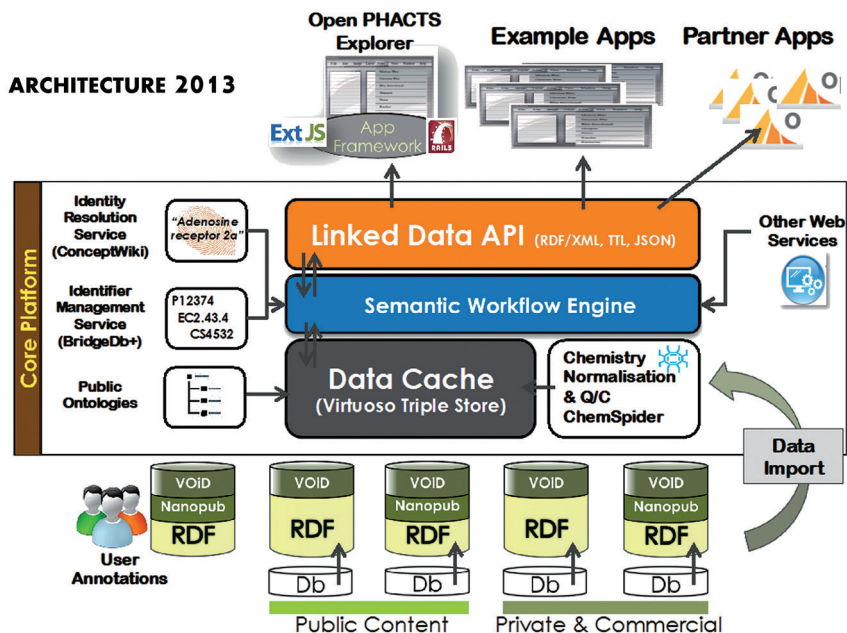 Open PHACTS
Explorer
Example Apps
Partner Apps
ARCHITECTURE 2013
Ext JS
App
Framework
RAILS
Core Platform
Identity
Resolution
Service
(ConceptWiki)
"Adenosine
receptor 2a"
Linked Data API (RDF/XML, TTL, JSON)
Other Web
Services
Identifier
Management
Service
(BridgeDb+)
P12374
EC2.43.4
CS4532
Semantic Workflow Engine
Public
Ontologies
Data Cache
(Virtuoso Triple Store)
Chemistry
Normalisation
& Q/C
ChemSpider
Data
Import
User
Annotations
VOiD
Nanopub
RDF
VOID
RDF
Db
VOID
Nanopub
RDF
Db
Public Content
VOID
RDF
Db
VOID
Nanopub
RDF
Db
Private & Commercial